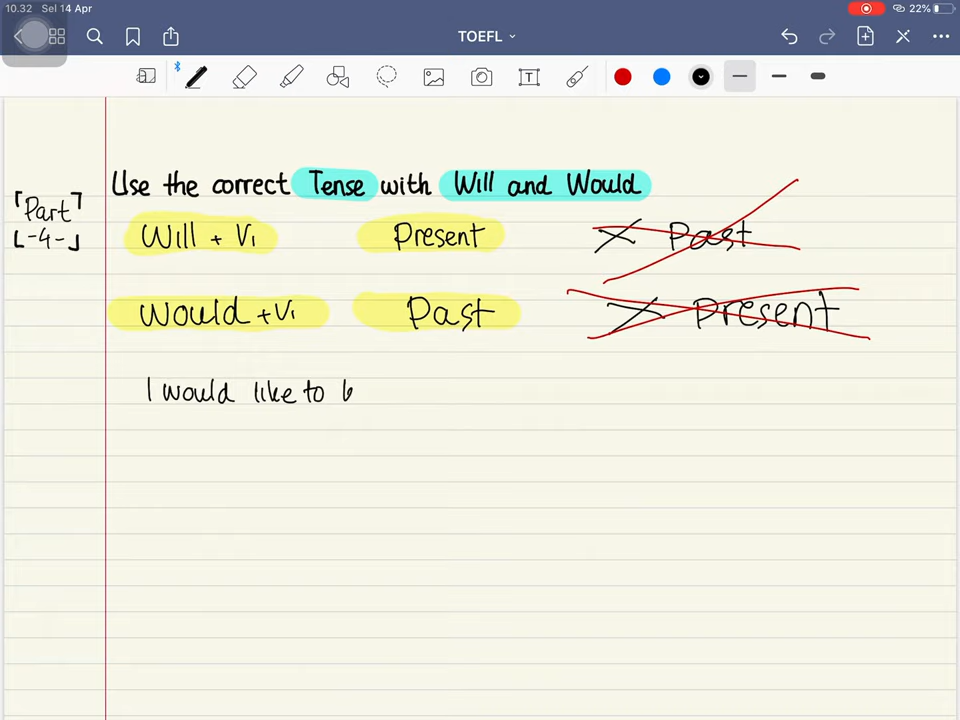 10.32 Sel 14 Apr
22%
TOEFL
T
Use the correct Tense with Will and Would
「Part
-4-」
Will + V1 Present X Past
Would + V1 Past X Present
I would like to b